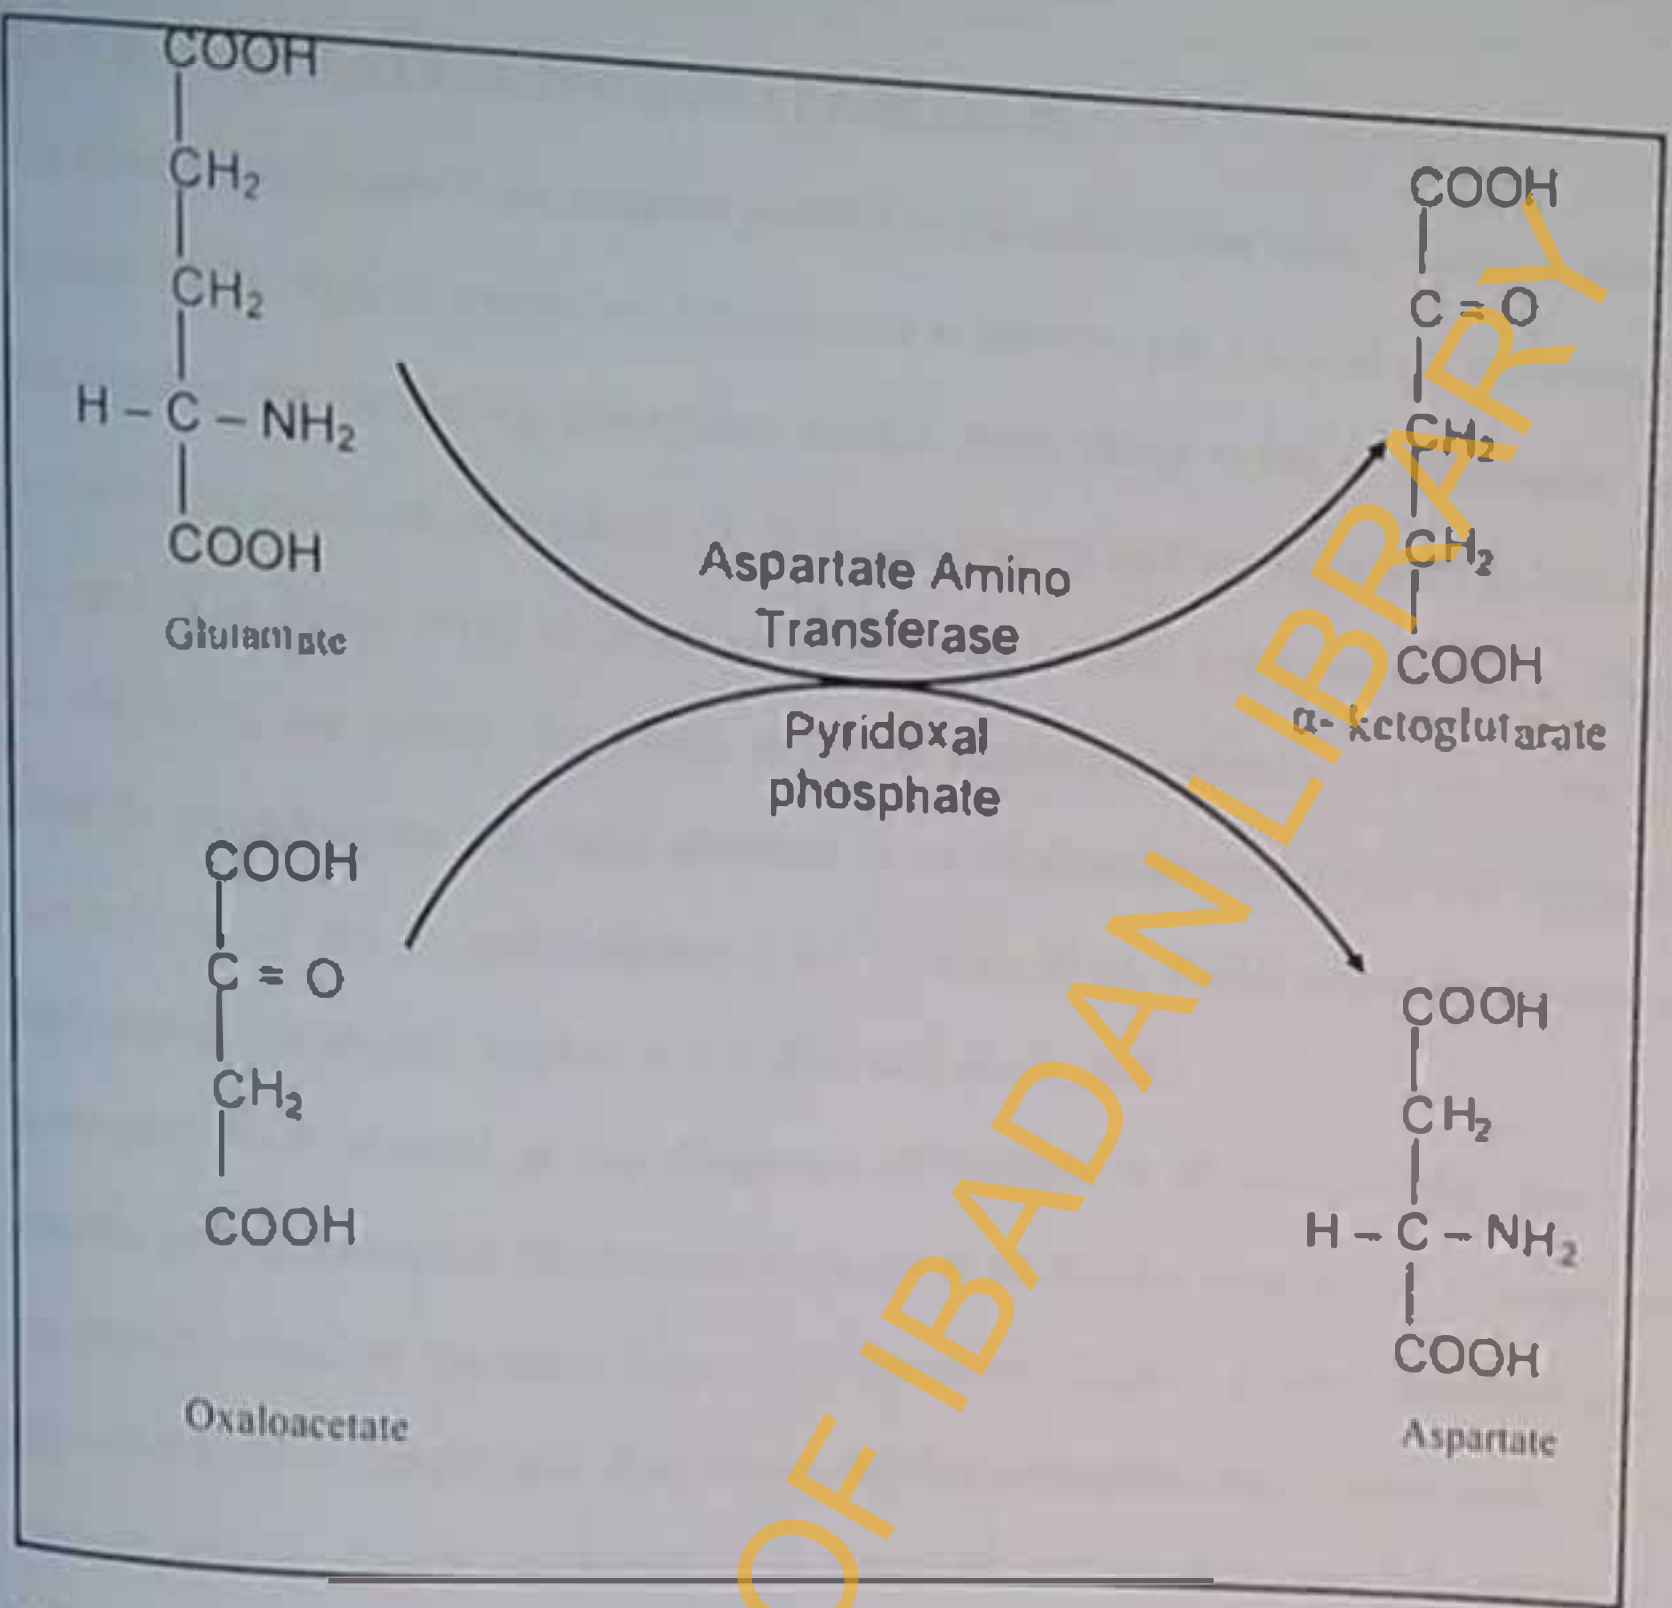 COOH
CH₂
CH₂
H – C – NH₂
COOH
Glutamate
COOH
C = O
CH₂
COOH
Oxaloacetate
Aspartate Amino
Transferase
Pyridoxal
phosphate
COOH
C = O
CH₂
CH₂
COOH
α- ketoglutarate
COOH
CH₂
H – C – NH₂
COOH
Aspartate
OF IBADAN LIBRARY